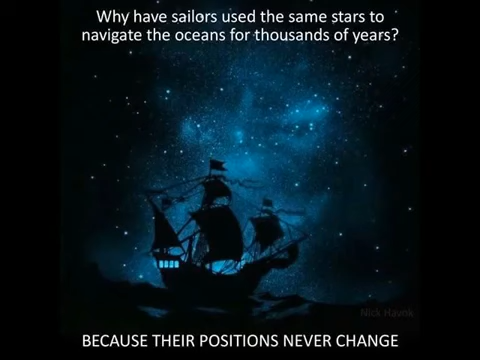 Why have sailors used the same stars to
navigate the oceans for thousands of years?
Nick Havok
BECAUSE THEIR POSITIONS NEVER CHANGE